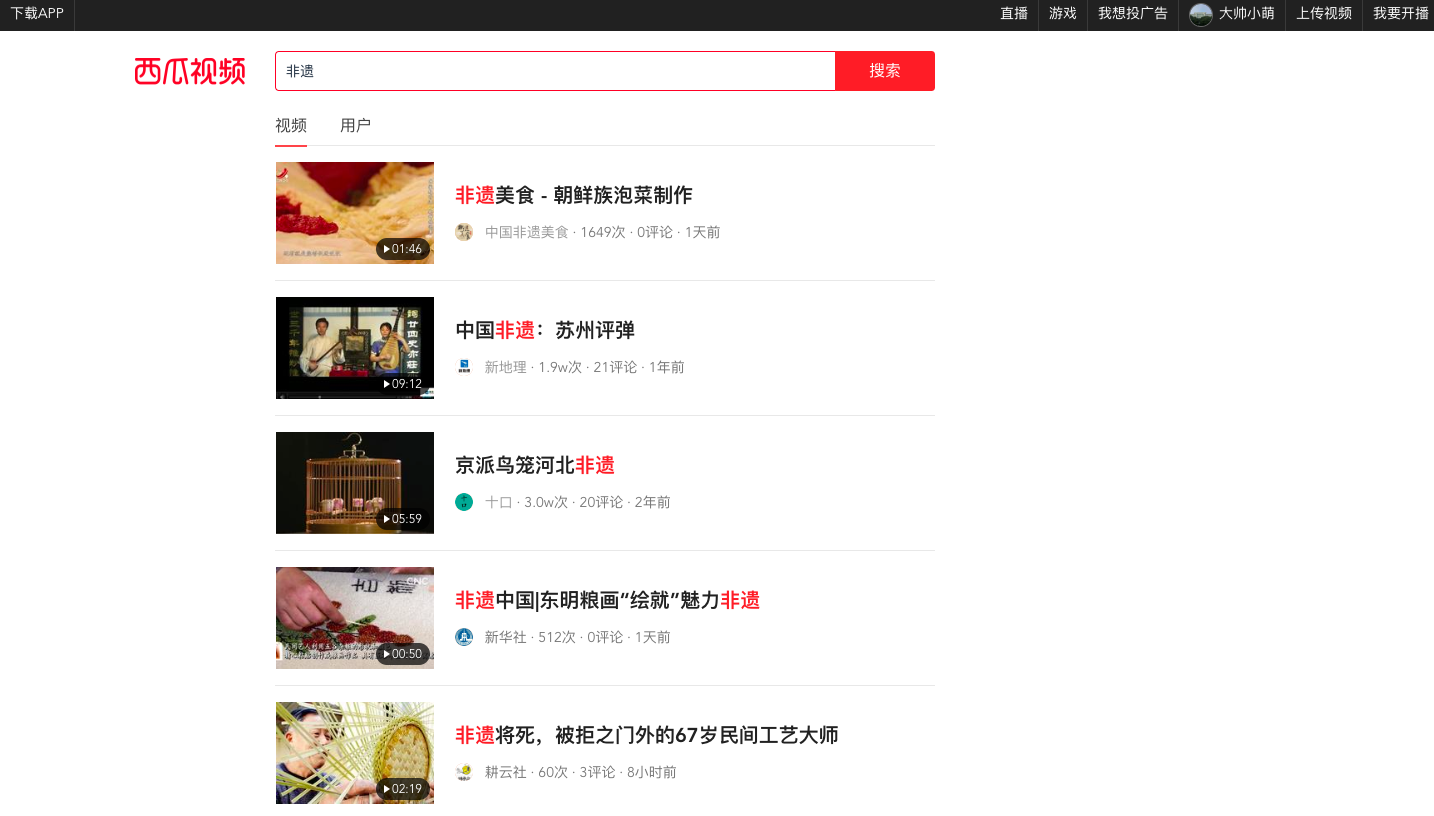 下载APP
直播 游戏 我想投广告 大帅小萌 上传视频 我要开播
西瓜视频
非遗 搜索
视频 用户
01:46
非遗美食 - 朝鲜族泡菜制作
中国非遗美食 · 1649次 · 0评论 · 1天前
09:12
中国非遗：苏州评弹
新地理 · 1.9w次 · 21评论 · 1年前
05:59
京派鸟笼河北非遗
十口 · 3.0w次 · 20评论 · 2年前
CNC
00:50
非遗中国|东明粮画“绘就”魅力非遗
新华社 · 512次 · 0评论 · 1天前
02:19
非遗将死，被拒之门外的67岁民间工艺大师
耕云社 · 60次 · 3评论 · 8小时前